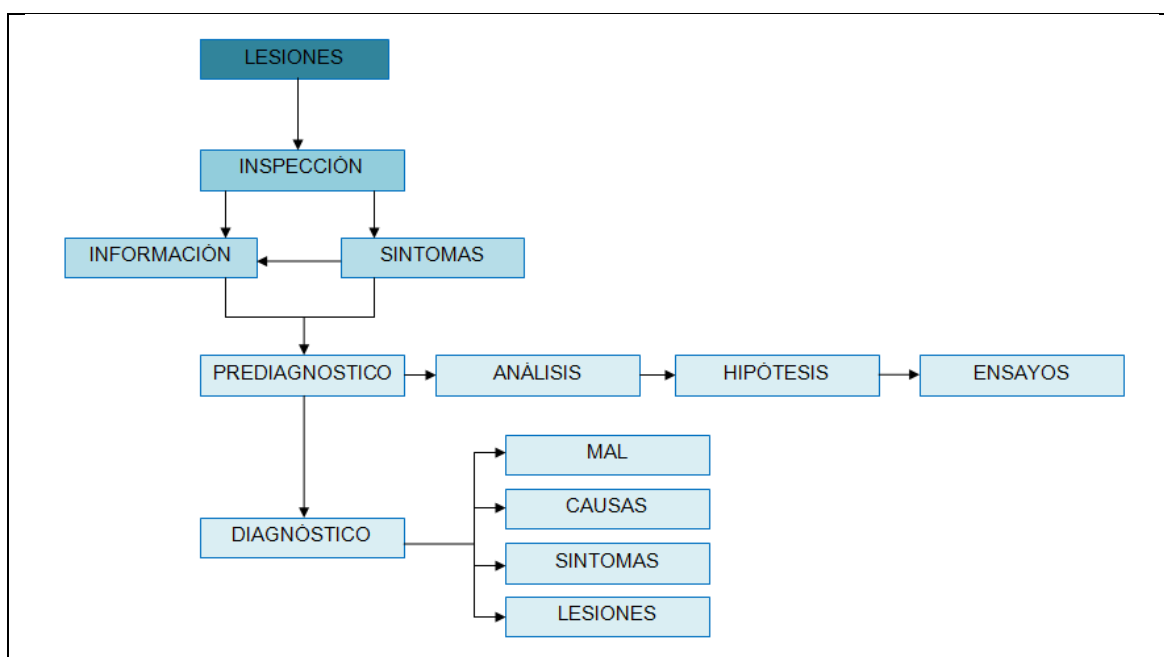 LESIONES
INSPECCIÓN
INFORMACIÓN
SINTOMAS
PREDIAGNOSTICO
ANÁLISIS
HIPÓTESIS
ENSAYOS
MAL
CAUSAS
DIAGNÓSTICO
SINTOMAS
LESIONES